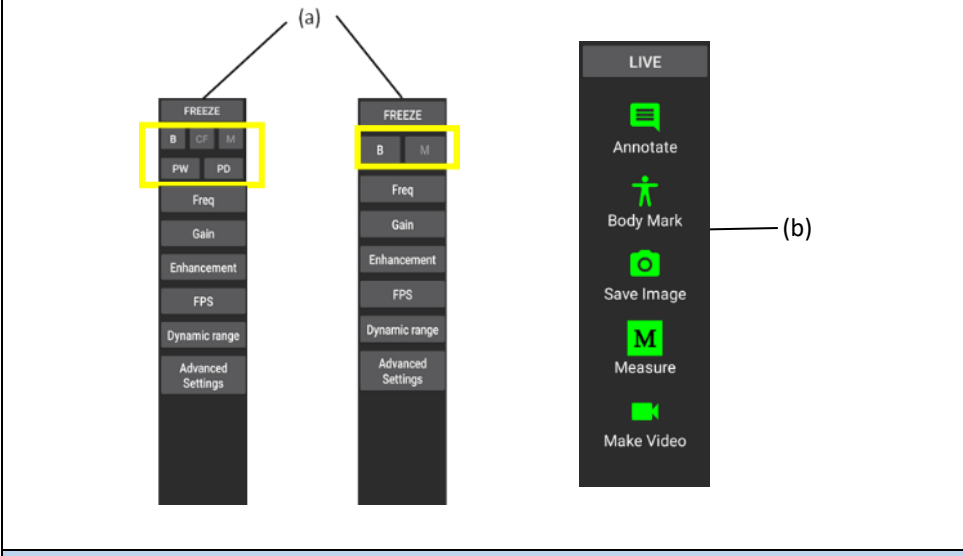 (a)
FREEZE
B CF M
PW PD
Freq
Gain
Enhancement
FPS
Dynamic range
Advanced
Settings
FREEZE
B M
Freq
Gain
Enhancement
FPS
Dynamic range
Advanced
Settings
LIVE
Annotate
Body Mark
Save Image
M
Measure
Make Video
(b)